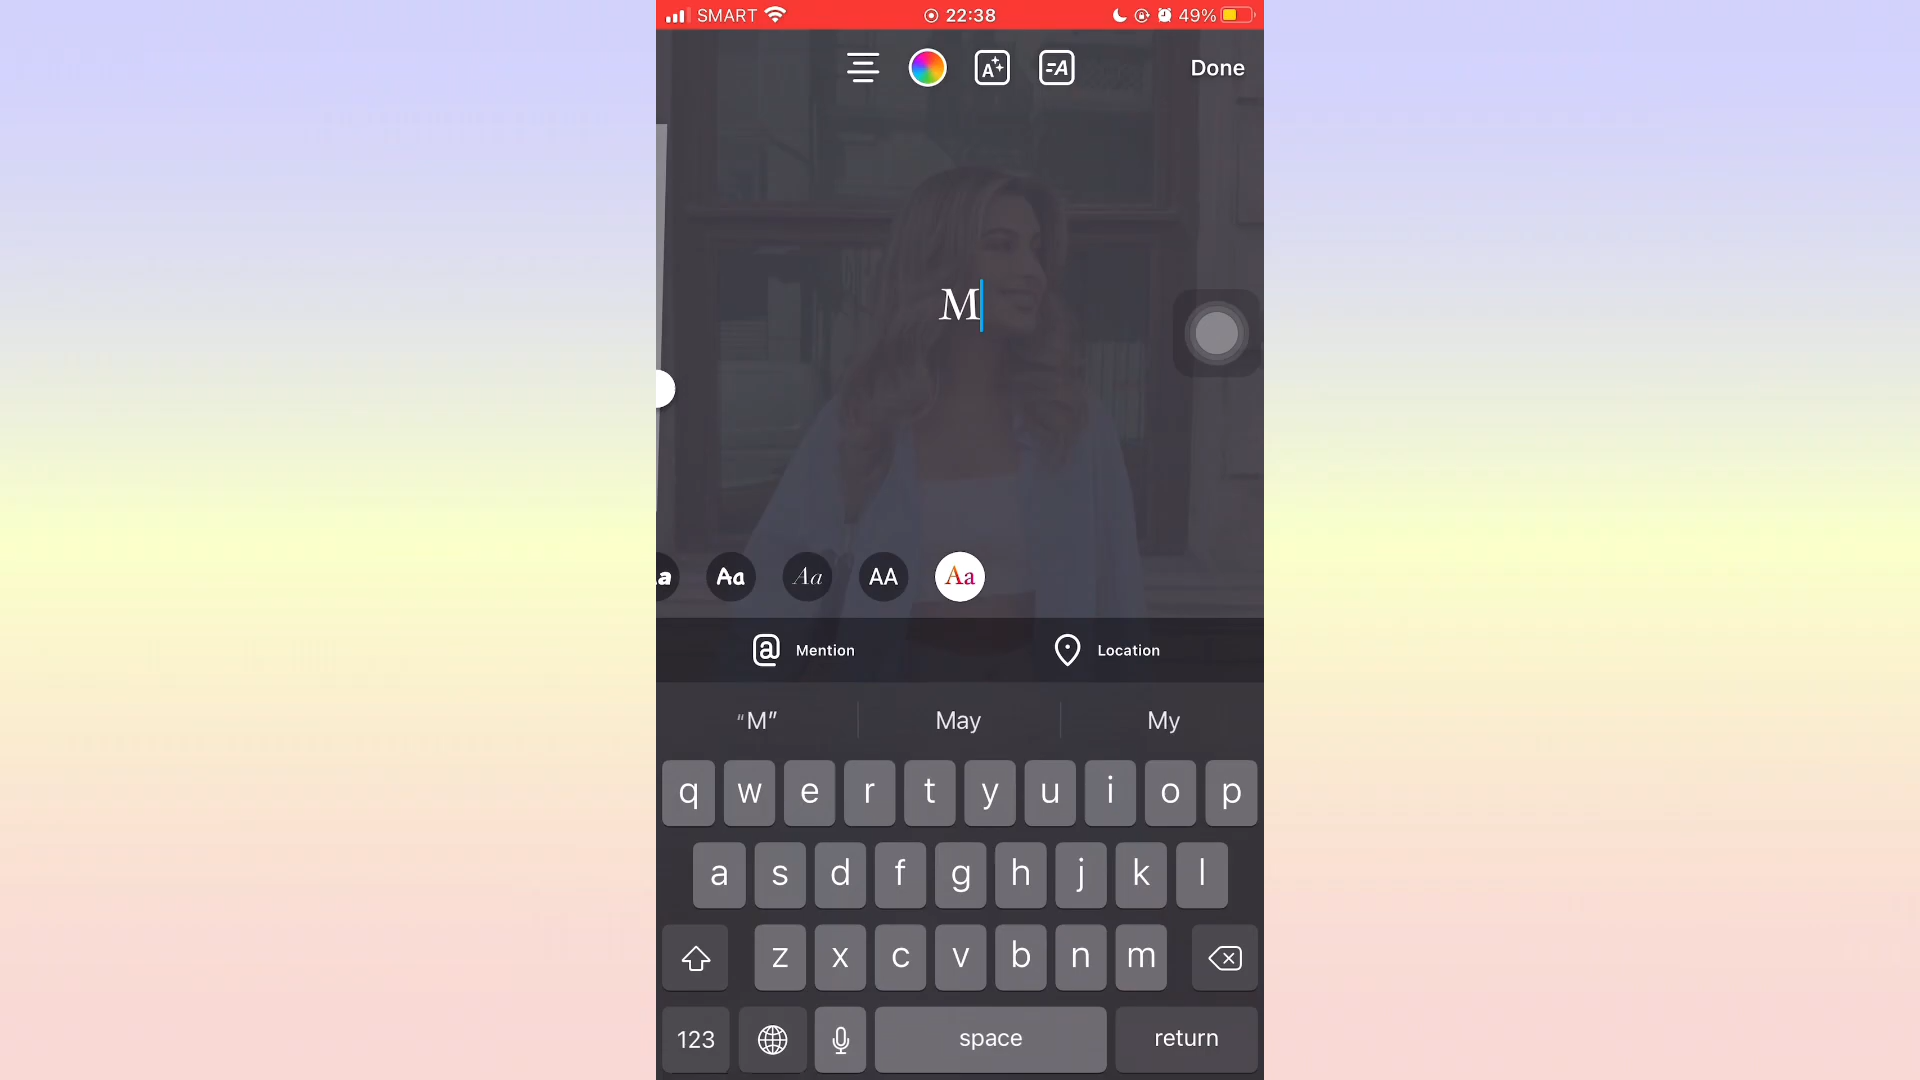 SMART 22:38 49%
A A Done
M
a Aa Aa AA Aa
@ Mention Location
“M” May My
q w e r t y u i o p
a s d f g h j k l
z x c v b n m
123 space return